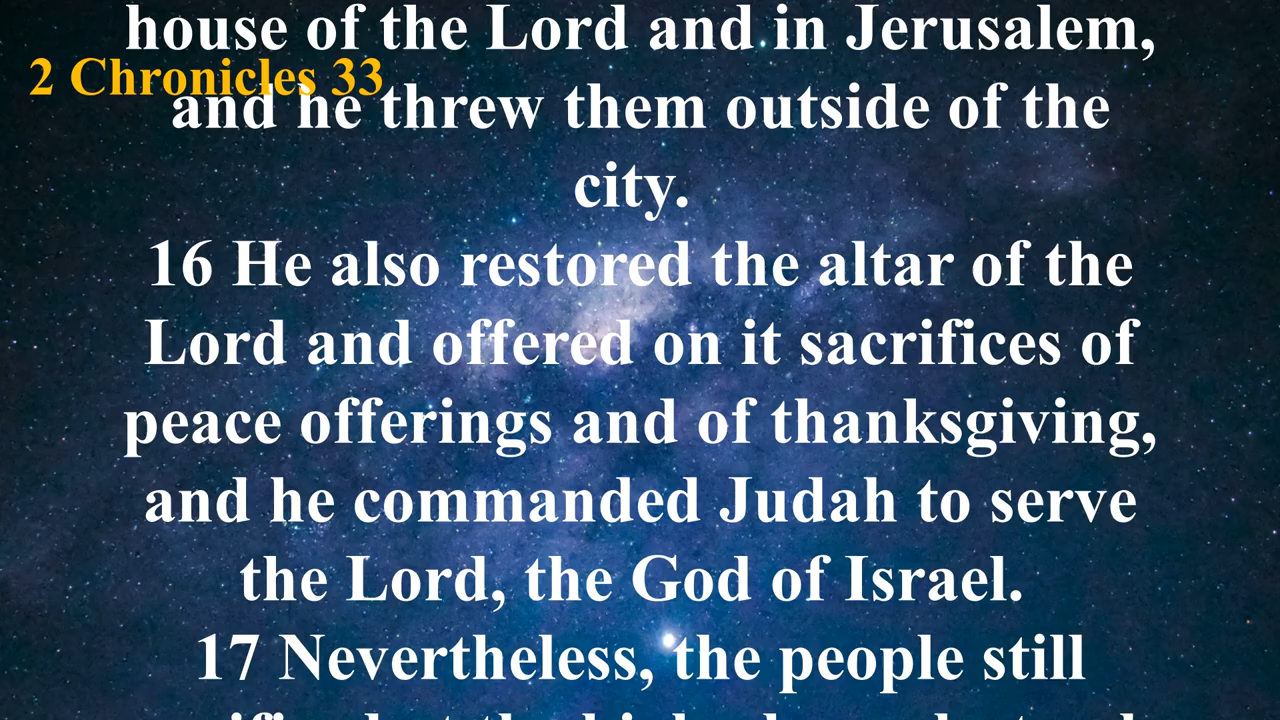 house of the Lord and in Jerusalem,
2 Chronicles 33
and he threw them outside of the
city.
16 He also restored the altar of the
Lord and offered on it sacrifices of
peace offerings and of thanksgiving,
and he commanded Judah to serve
the Lord, the God of Israel.
17 Nevertheless, the people still